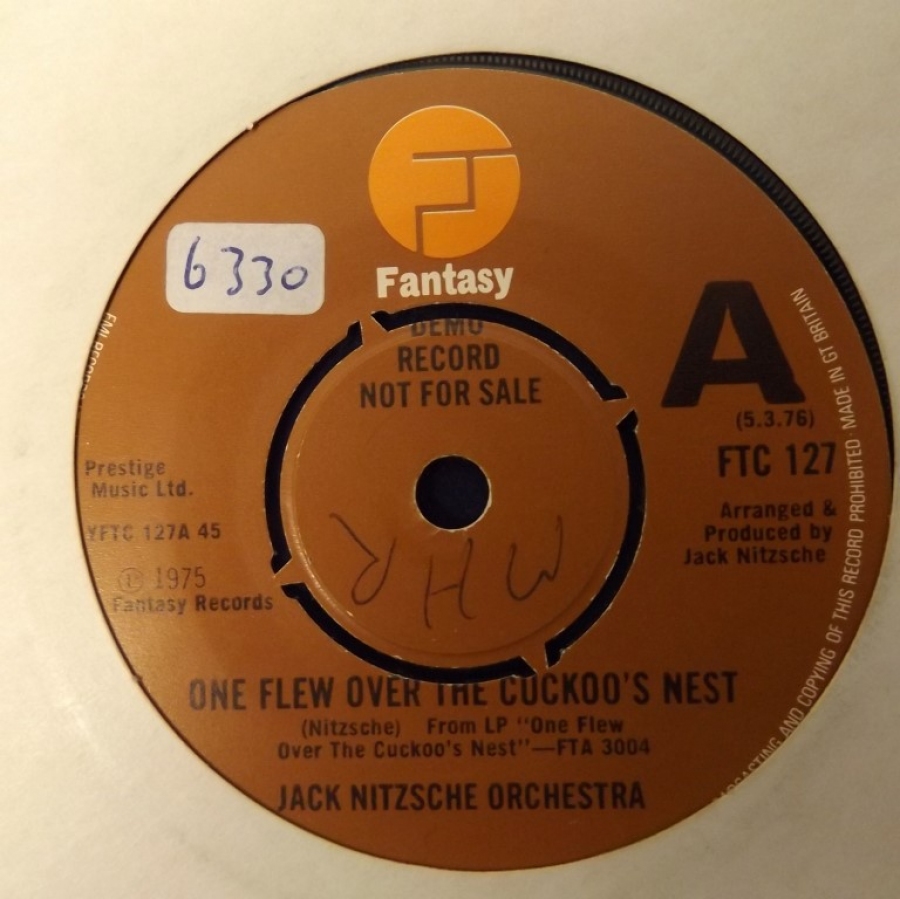 Fantasy
6330
DEMO
RECORD
NOT FOR SALE
A
(5.3.76)
FTC 127
Arranged &
Produced by
Jack Nitzsche
Prestige
Music Ltd.
YFTC 127A 45
Ⓟ 1975
Fantasy Records
MHR
ONE FLEW OVER THE CUCKOO'S NEST
(Nitzsche) From LP "One Flew
Over The Cuckoo's Nest"—FTA 3004
JACK NITZSCHE ORCHESTRA
EMI
AND COPYING OF THIS RECORD PROHIBITED · MADE IN GT BRITAIN